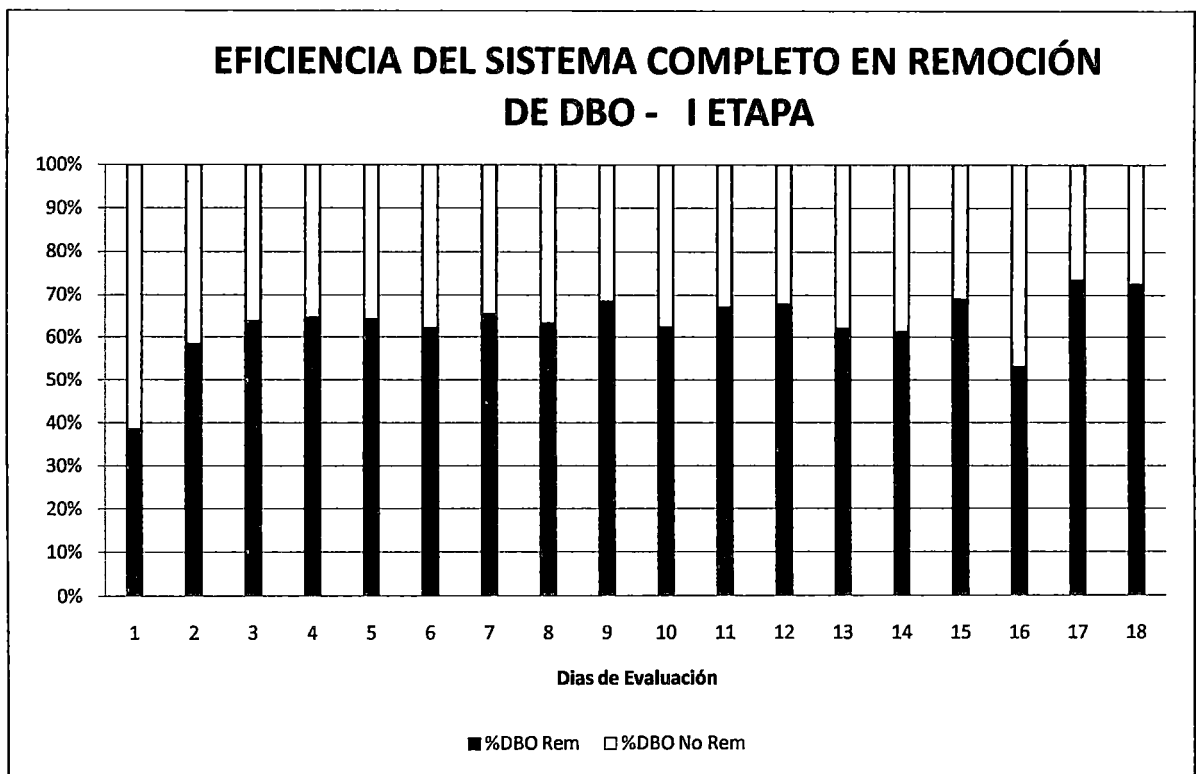 EFICIENCIA DEL SISTEMA COMPLETO EN REMOCIÓN
DE DBO - I ETAPA
100%
90%
80%
70%
60%
50%
40%
30%
20%
10%
0%
1 2 3 4 5 6 7 8 9 10 11 12 13 14 15 16 17 18
Dias de Evaluación
%DBO Rem %DBO No Rem